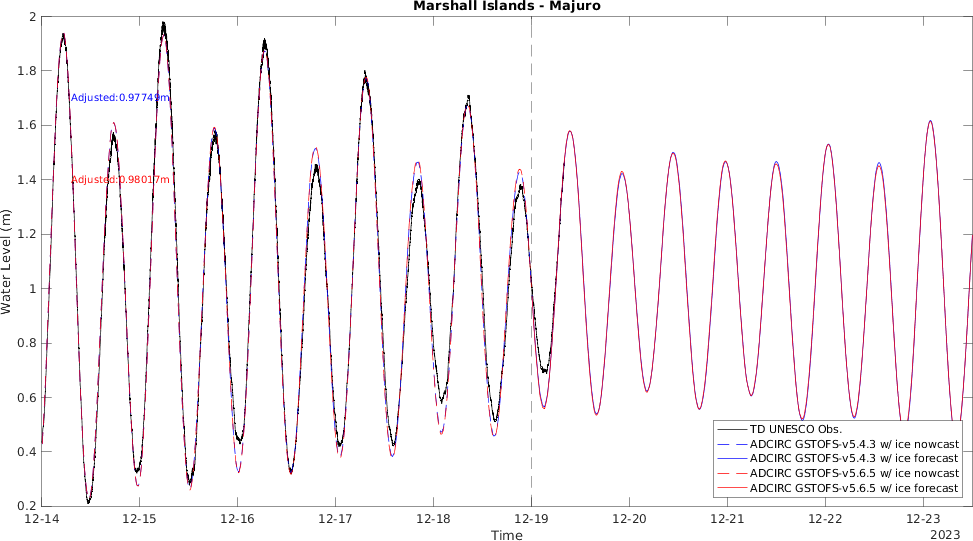 Marshall Islands - Majuro
2
1.8
1.6
1.4
1.2
1
0.8
0.6
0.4
0.2
Water Level (m)
Adjusted:0.97749m
Adjusted:0.98017m
TD UNESCO Obs.
ADCIRC GSTOFS-v5.4.3 w/ ice nowcast
ADCIRC GSTOFS-v5.4.3 w/ ice forecast
ADCIRC GSTOFS-v5.6.5 w/ ice nowcast
ADCIRC GSTOFS-v5.6.5 w/ ice forecast
12-14 12-15 12-16 12-17 12-18 12-19 12-20 12-21 12-22 12-23
Time
2023